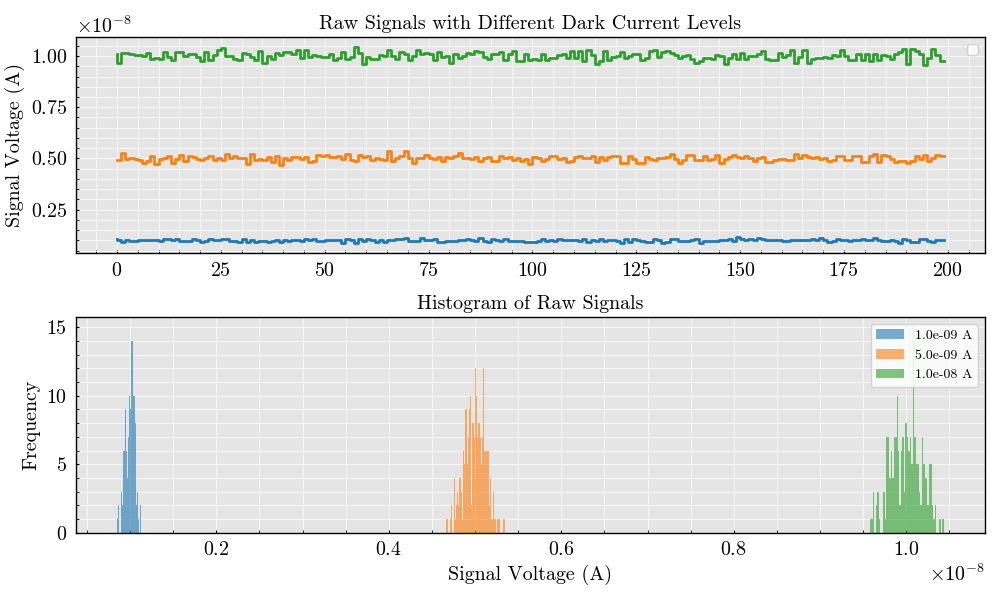 Raw Signals with Different Dark Current Levels
×10⁻⁸
1.00
0.75
0.50
0.25
Signal Voltage (A)
0 25 50 75 100 125 150 175 200
Histogram of Raw Signals
15
10
5
0
Frequency
1.0e-09 A
5.0e-09 A
1.0e-08 A
0.2 0.4 0.6 0.8 1.0
×10⁻⁸
Signal Voltage (A)